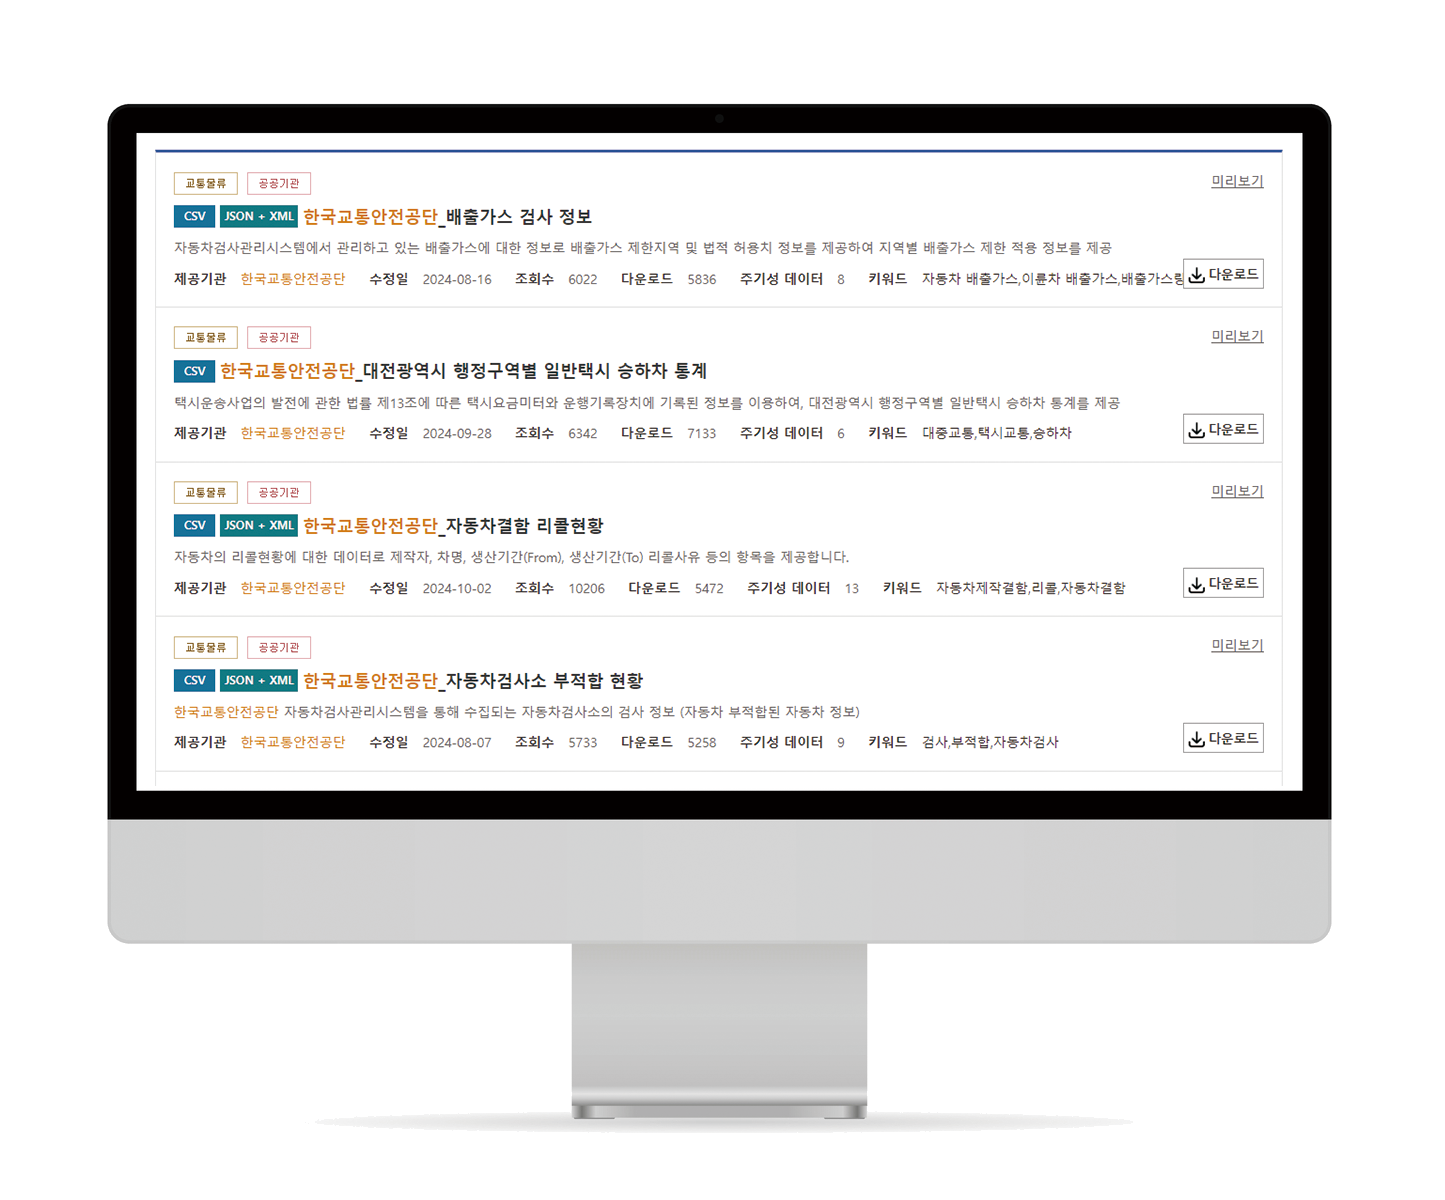 교통물류 공공기관 미리보기
CSV JSON + XML 한국교통안전공단_배출가스 검사 정보
자동차검사관리시스템에서 관리하고 있는 배출가스에 대한 정보로 배출가스 제한지역 및 법적 허용치 정보를 제공하여 지역별 배출가스 제한 적용 정보를 제공
제공기관 한국교통안전공단 수정일 2024-08-16 조회수 6022 다운로드 5836 주기성 데이터 8 키워드 자동차 배출가스,이륜차 배출가스,배출가스량 다운로드
교통물류 공공기관 미리보기
CSV 한국교통안전공단_대전광역시 행정구역별 일반택시 승하차 통계
택시운송사업의 발전에 관한 법률 제13조에 따른 택시요금미터와 운행기록장치에 기록된 정보를 이용하여, 대전광역시 행정구역별 일반택시 승하차 통계를 제공
제공기관 한국교통안전공단 수정일 2024-09-28 조회수 6342 다운로드 7133 주기성 데이터 6 키워드 대중교통,택시교통,승하차 다운로드
교통물류 공공기관 미리보기
CSV JSON + XML 한국교통안전공단_자동차결함 리콜현황
자동차의 리콜현황에 대한 데이터로 제작자, 차명, 생산기간(From), 생산기간(To) 리콜사유 등의 항목을 제공합니다.
제공기관 한국교통안전공단 수정일 2024-10-02 조회수 10206 다운로드 5472 주기성 데이터 13 키워드 자동차제작결함,리콜,자동차결함 다운로드
교통물류 공공기관 미리보기
CSV JSON + XML 한국교통안전공단_자동차검사소 부적합 현황
한국교통안전공단 자동차검사관리시스템을 통해 수집되는 자동차검사소의 검사 정보 (자동차 부적합된 자동차 정보)
제공기관 한국교통안전공단 수정일 2024-08-07 조회수 5733 다운로드 5258 주기성 데이터 9 키워드 검사,부적합,자동차검사 다운로드